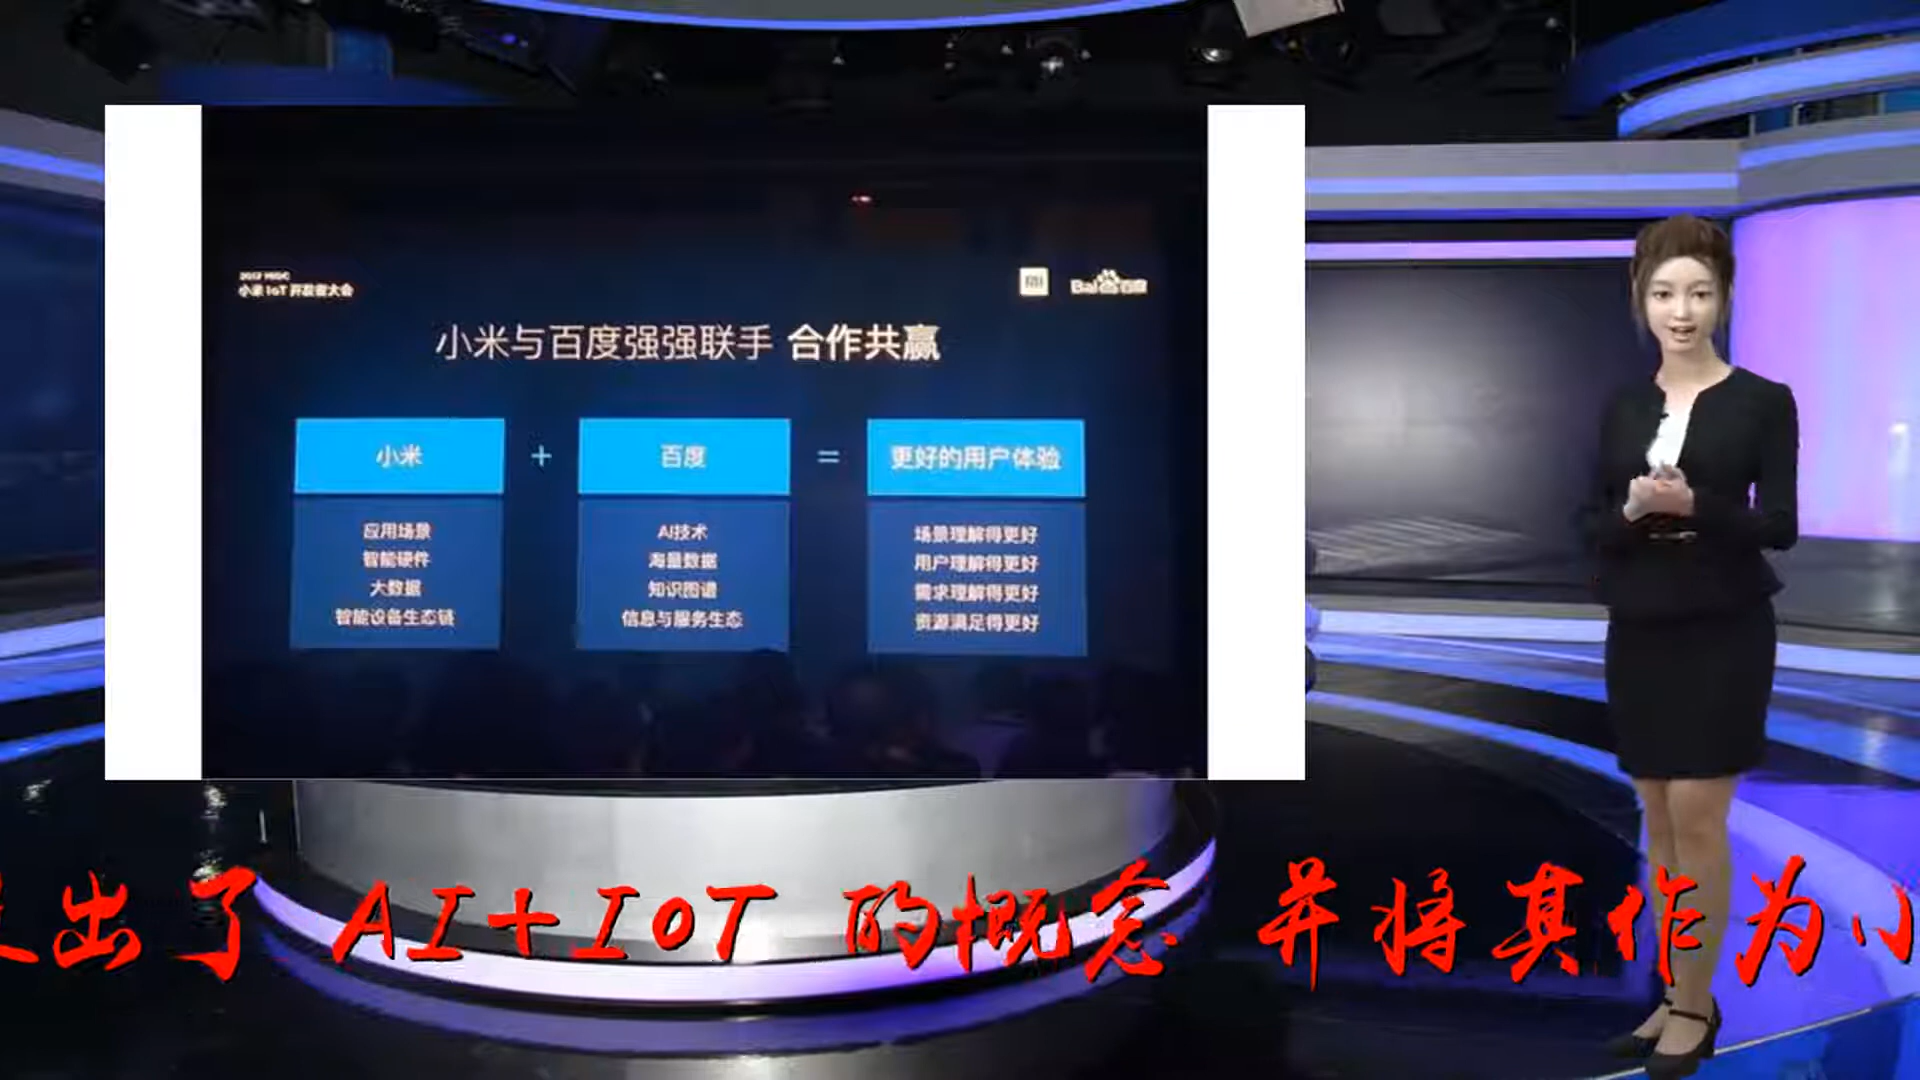 2017 MIDC
小米 IoT 开发者大会
MI
Bai百度
小米与百度强强联手 合作共赢
小米 + 百度 = 更好的用户体验
应用场景
智能硬件
大数据
智能设备生态链
AI技术
海量数据
知识图谱
信息与服务生态
场景理解得更好
用户理解得更好
需求理解得更好
资源满足得更好
出了 AI+IoT 的概念 并将其作为小